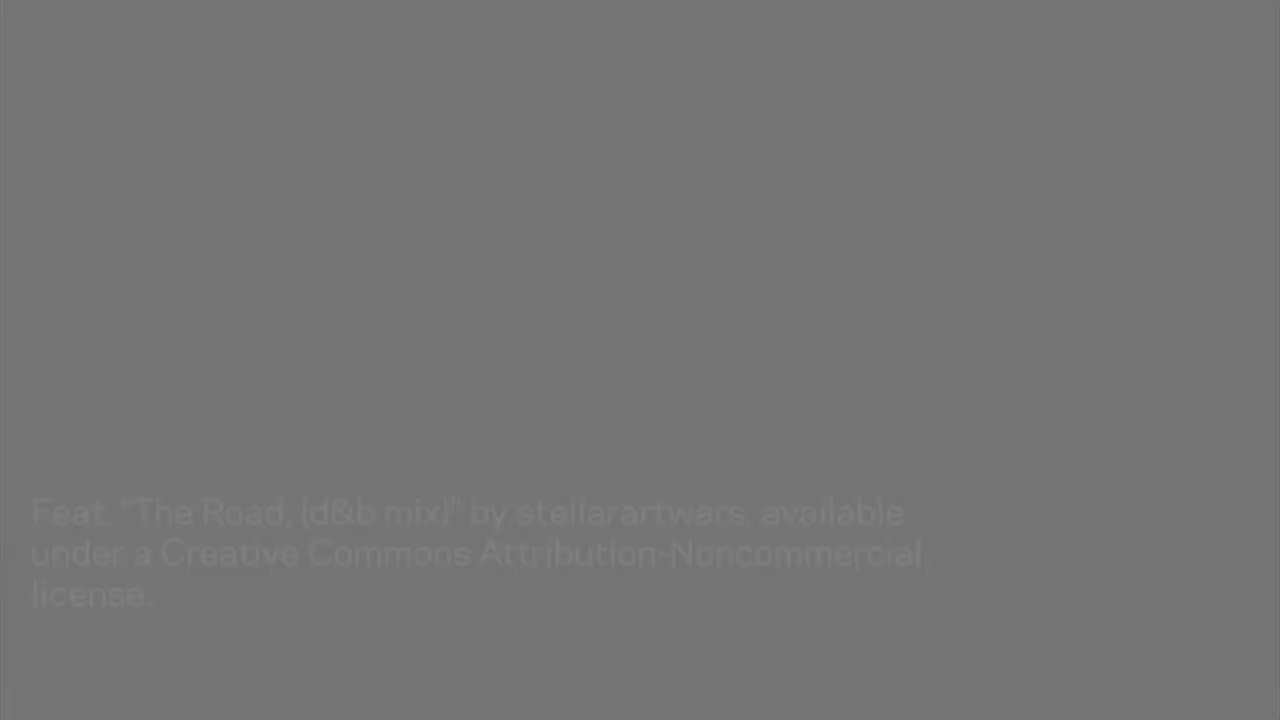 Feat. "The Road, (d&b mix)" by stellarartwars, available
under a Creative Commons Attribution-Noncommercial
license.